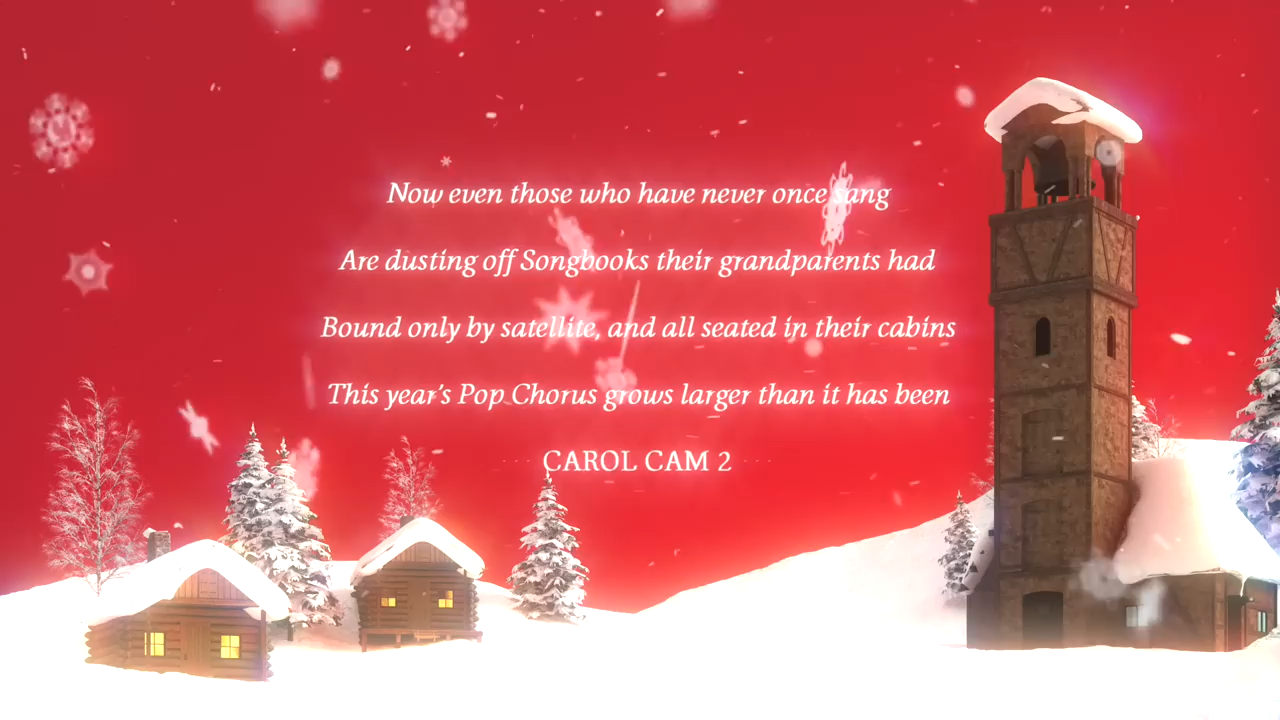 Now even those who have never once sang
Are dusting off Songbooks their grandparents had
Bound only by satellite, and all seated in their cabins
This year's Pop Chorus grows larger than it has been
CAROL CAM 2